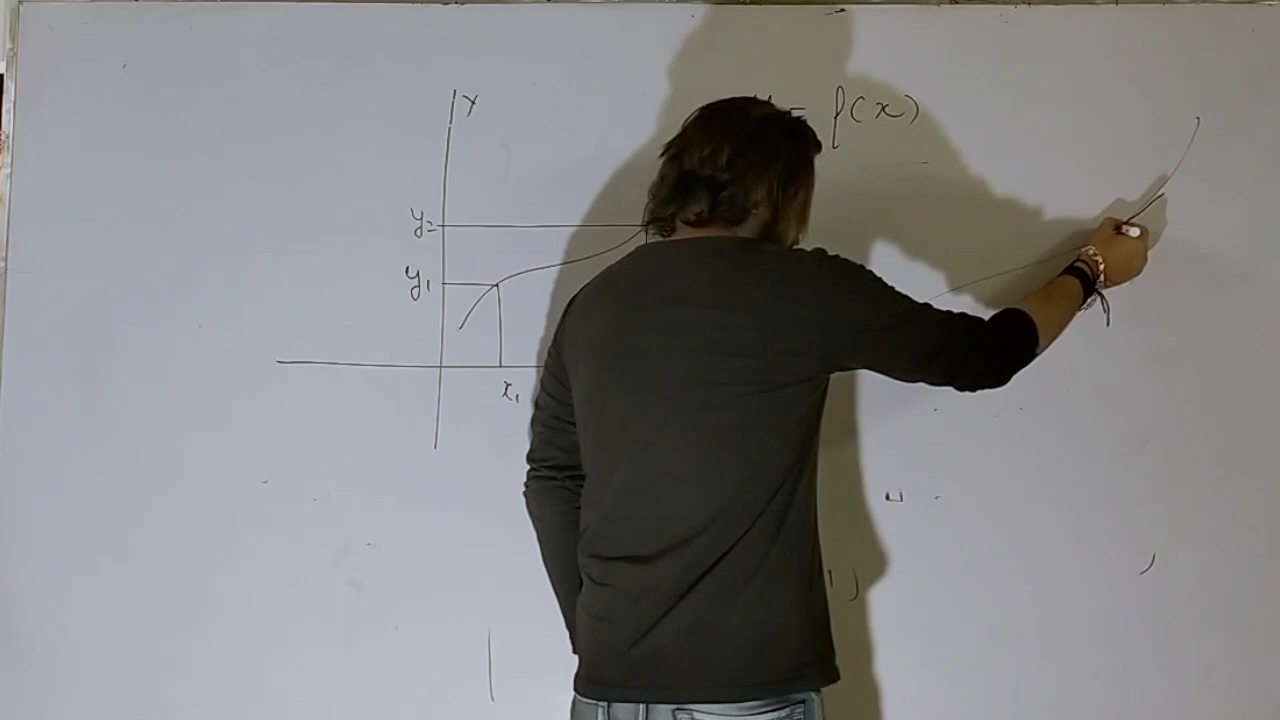 Y
= f(x)
y₂
y₁
x₁